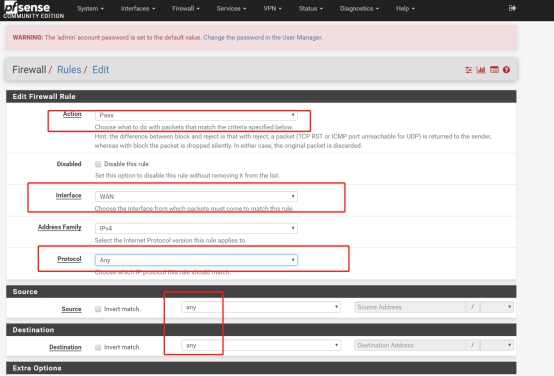 pfsense
COMMUNITY EDITION
System Interfaces Firewall Services VPN Status Diagnostics Help
WARNING: The 'admin' account password is set to the default value. Change the password in the User Manager.
Firewall / Rules / Edit
Edit Firewall Rule
Action Pass
Choose what to do with packets that match the criteria specified below.
Hint: the difference between block and reject is that with reject, a packet (TCP RST or ICMP port unreachable for UDP) is returned to the sender,
whereas with block the packet is dropped silently. In either case, the original packet is discarded.
Disabled Disable this rule
Set this option to disable this rule without removing it from the list.
Interface WAN
Choose the interface from which packets must come to match this rule.
Address Family IPv4
Select the Internet Protocol version this rule applies to.
Protocol Any
Choose which IP protocol this rule should match.
Source
Source Invert match. any Source Address /
Destination
Destination Invert match. any Destination Address /
Extra Options